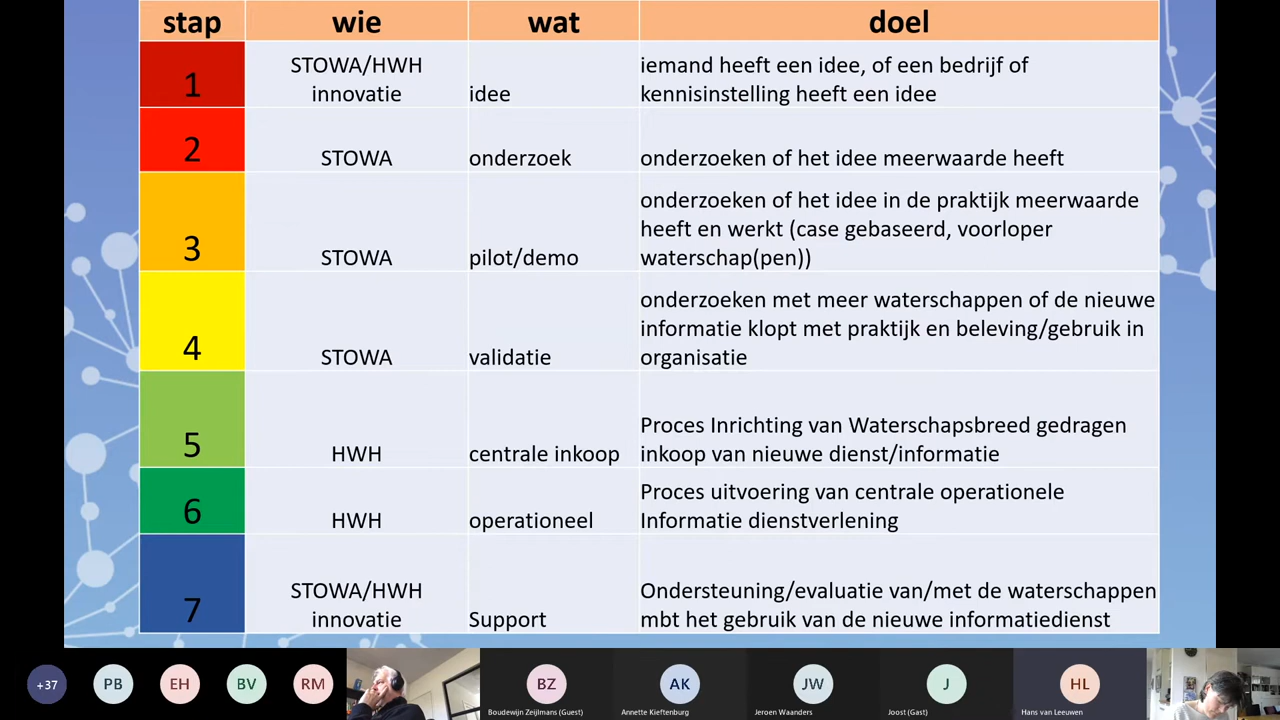 stap wie wat doel
1 STOWA/HWH innovatie idee iemand heeft een idee, of een bedrijf of
kennisinstelling heeft een idee
2 STOWA onderzoek onderzoeken of het idee meerwaarde heeft
3 STOWA pilot/demo onderzoeken of het idee in de praktijk meerwaarde
heeft en werkt (case gebaseerd, voorloper
waterschap(pen))
4 STOWA validatie onderzoeken met meer waterschappen of de nieuwe
informatie klopt met praktijk en beleving/gebruik in
organisatie
5 HWH centrale inkoop Proces Inrichting van Waterschapsbreed gedragen
inkoop van nieuwe dienst/informatie
6 HWH operationeel Proces uitvoering van centrale operationele
Informatie dienstverlening
7 STOWA/HWH innovatie Support Ondersteuning/evaluatie van/met de waterschappen
mbt het gebruik van de nieuwe informatiedienst
+37 PB EH BV RM BZ AK JW J HL
Boudewijn Zeijlmans (Guest) Annette Kieftenburg Jeroen Waanders Joost (Gast) Hans van Leeuwen